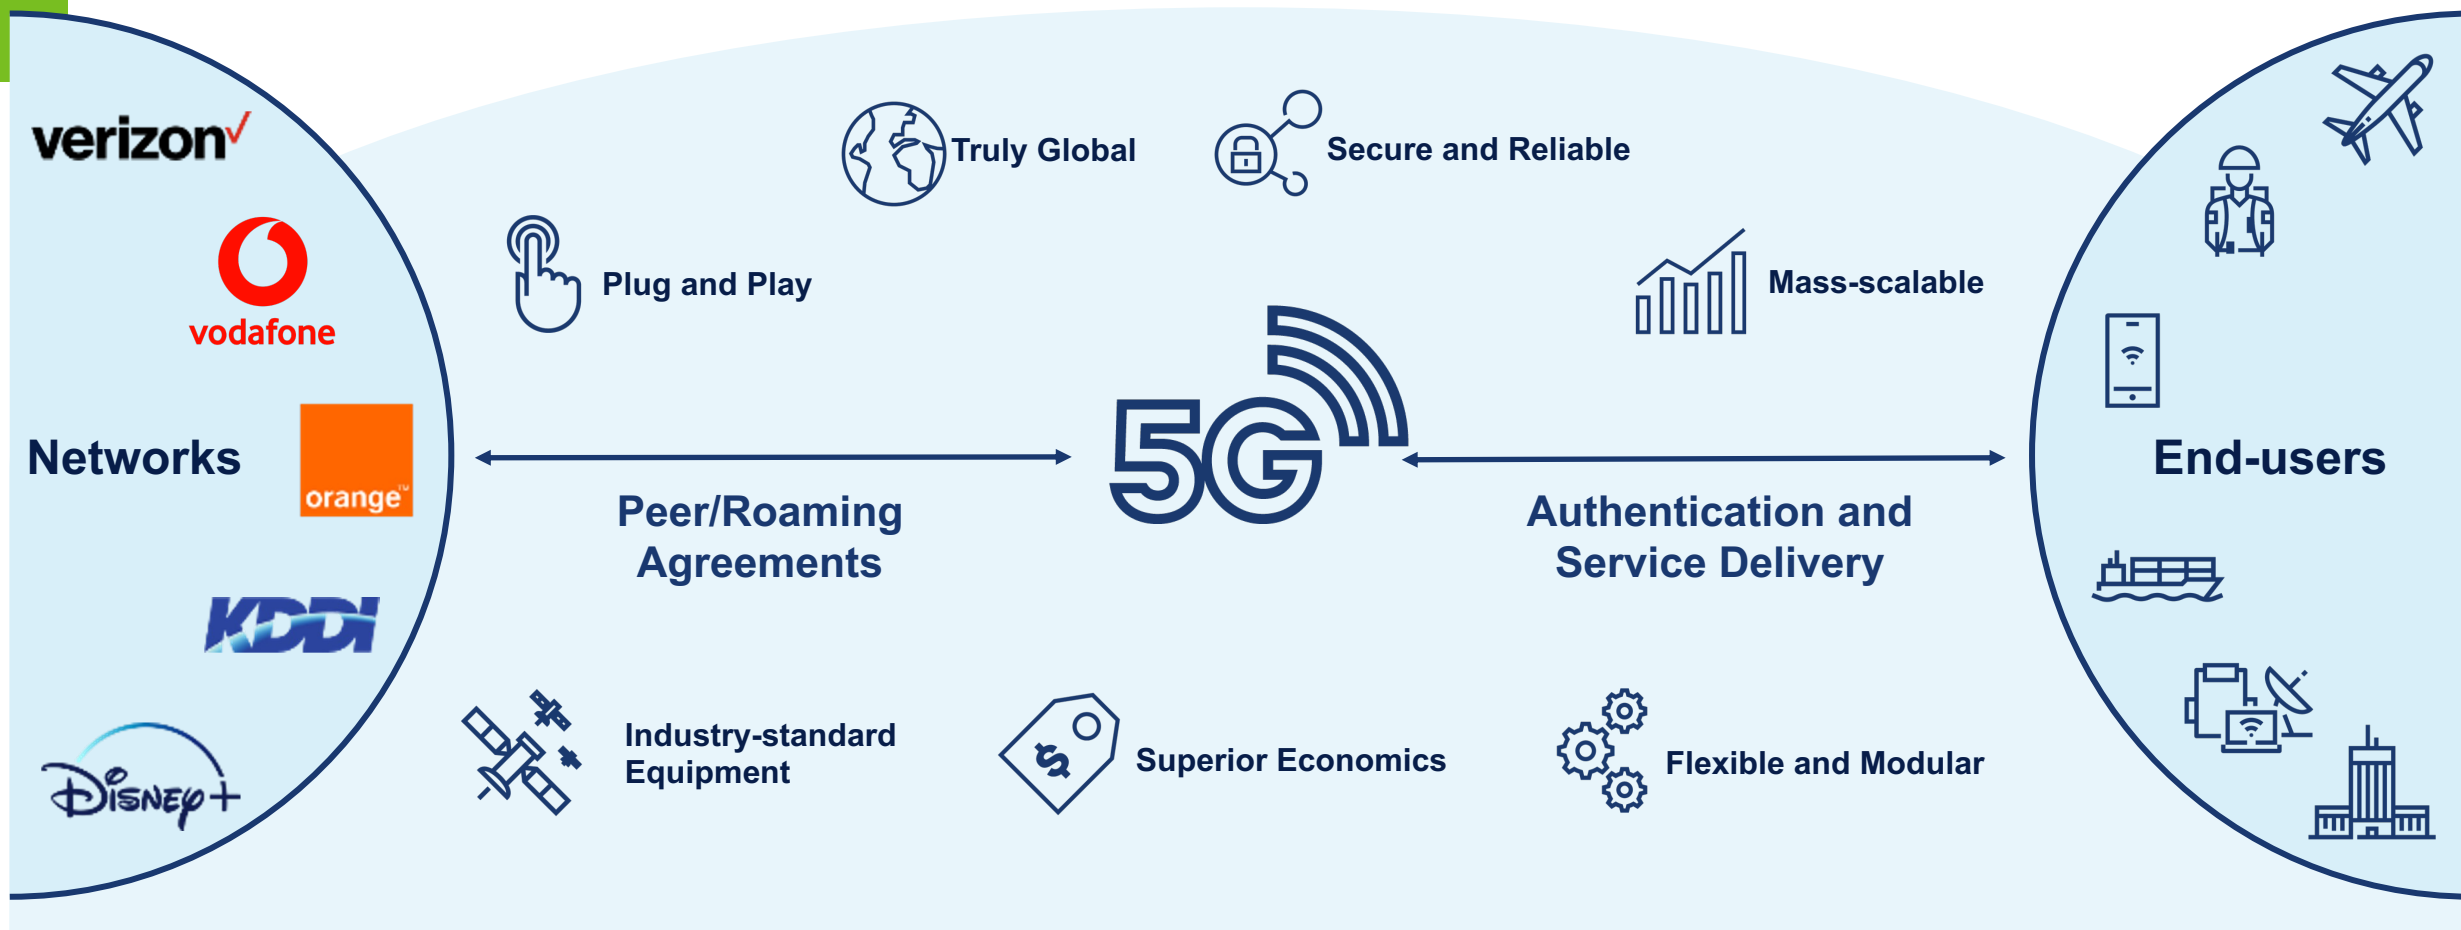 verizon
vodafone
Networks
orange™
KDDI
Disney+
Truly Global
Secure and Reliable
Plug and Play
Mass-scalable
5G
Peer/Roaming
Agreements
Authentication and
Service Delivery
Industry-standard
Equipment
$
Superior Economics
Flexible and Modular
End-users